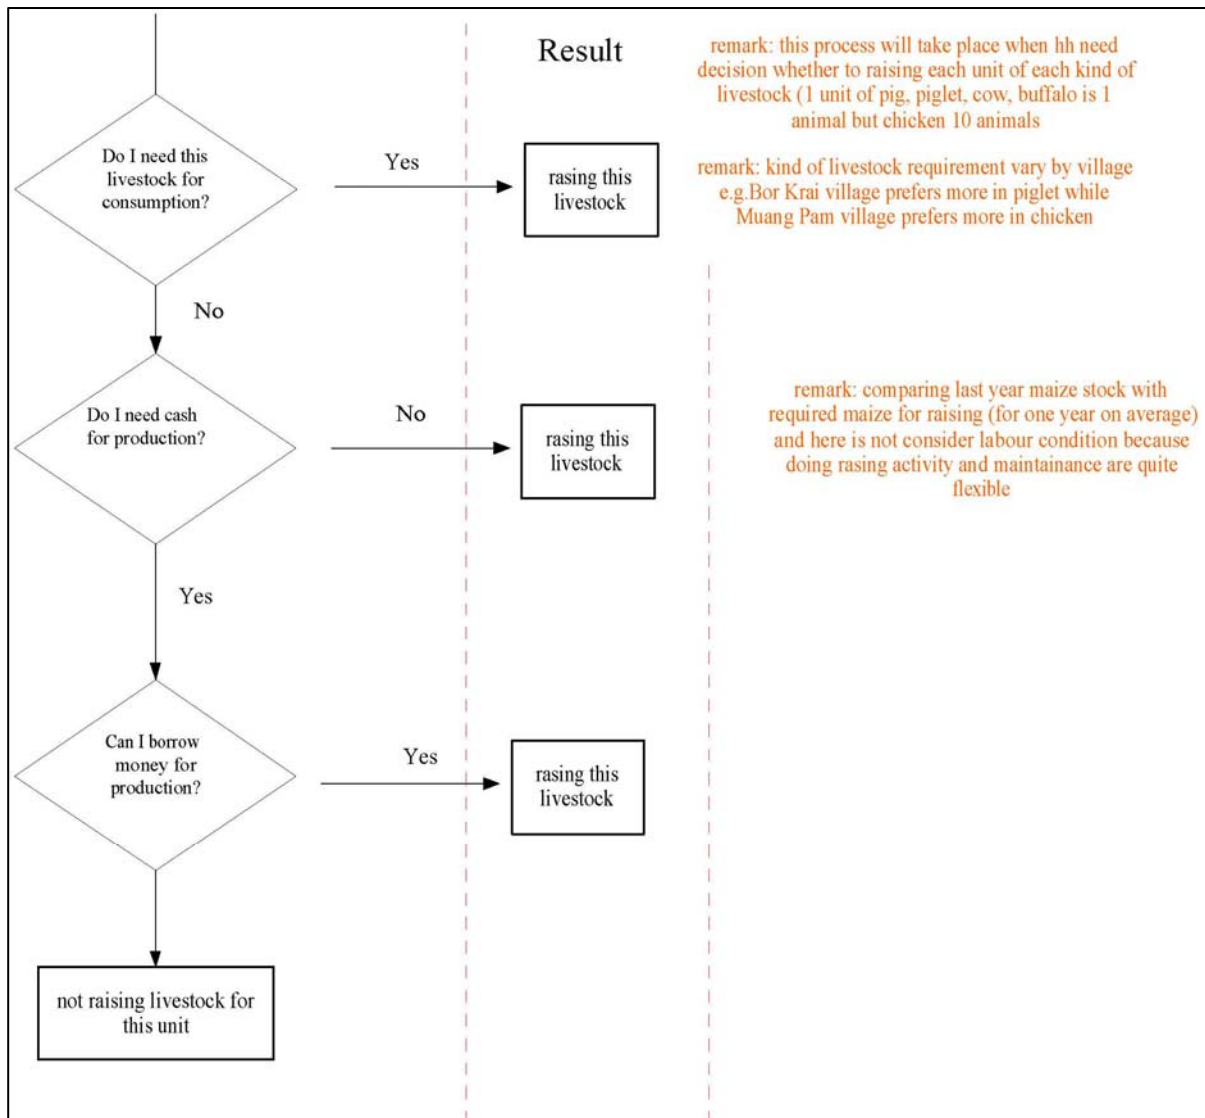 Result
remark: this process will take place when hh need
decision whether to raising each unit of each kind of
livestock (1 unit of pig, piglet, cow, buffalo is 1
animal but chicken 10 animals
Do I need this
livestock for
consumption?
Yes
rasing this
livestock
remark: kind of livestock requirement vary by village
e.g.Bor Krai village prefers more in piglet while
Muang Pam village prefers more in chicken
No
Do I need cash
for production?
No
rasing this
livestock
remark: comparing last year maize stock with
required maize for raising (for one year on average)
and here is not consider labour condition because
doing rasing activity and maintainance are quite
flexible
Yes
Can I borrow
money for
production?
Yes
rasing this
livestock
not raising livestock for
this unit